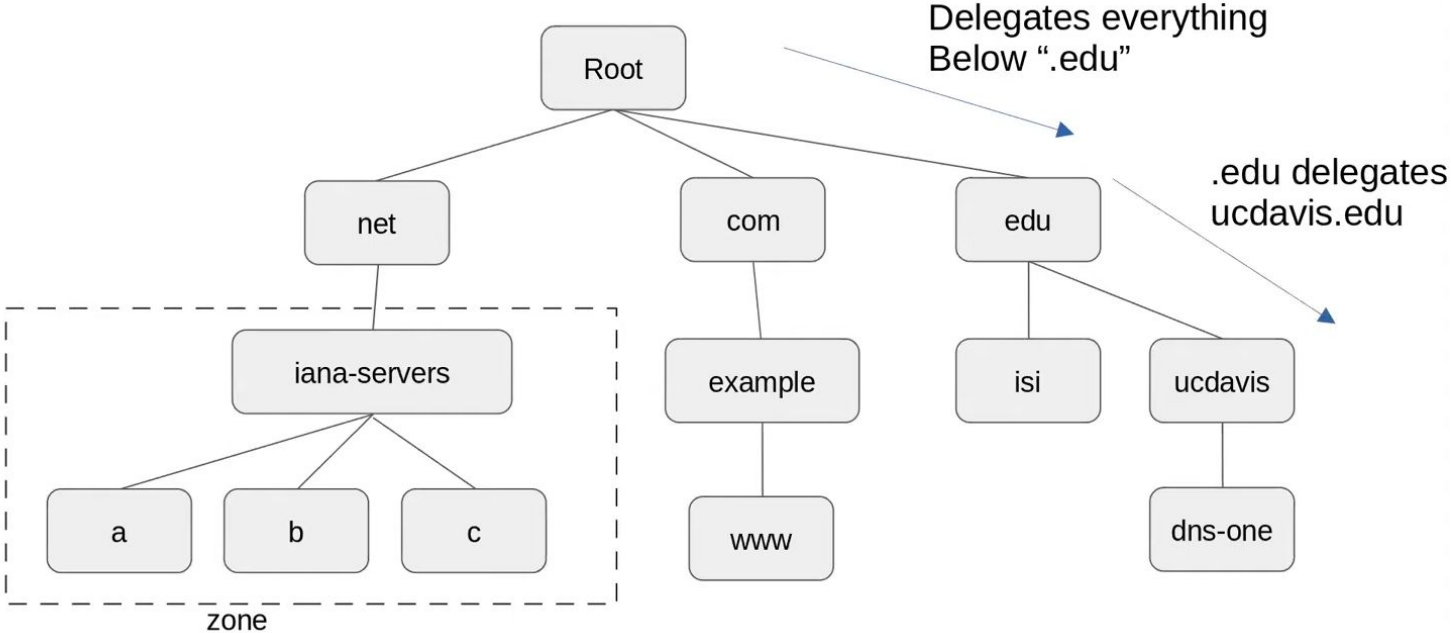 Delegates everything
Below “.edu”
Root
.edu delegates
ucdavis.edu
net
com
edu
iana-servers
example
isi
ucdavis
a
b
c
www
dns-one
zone